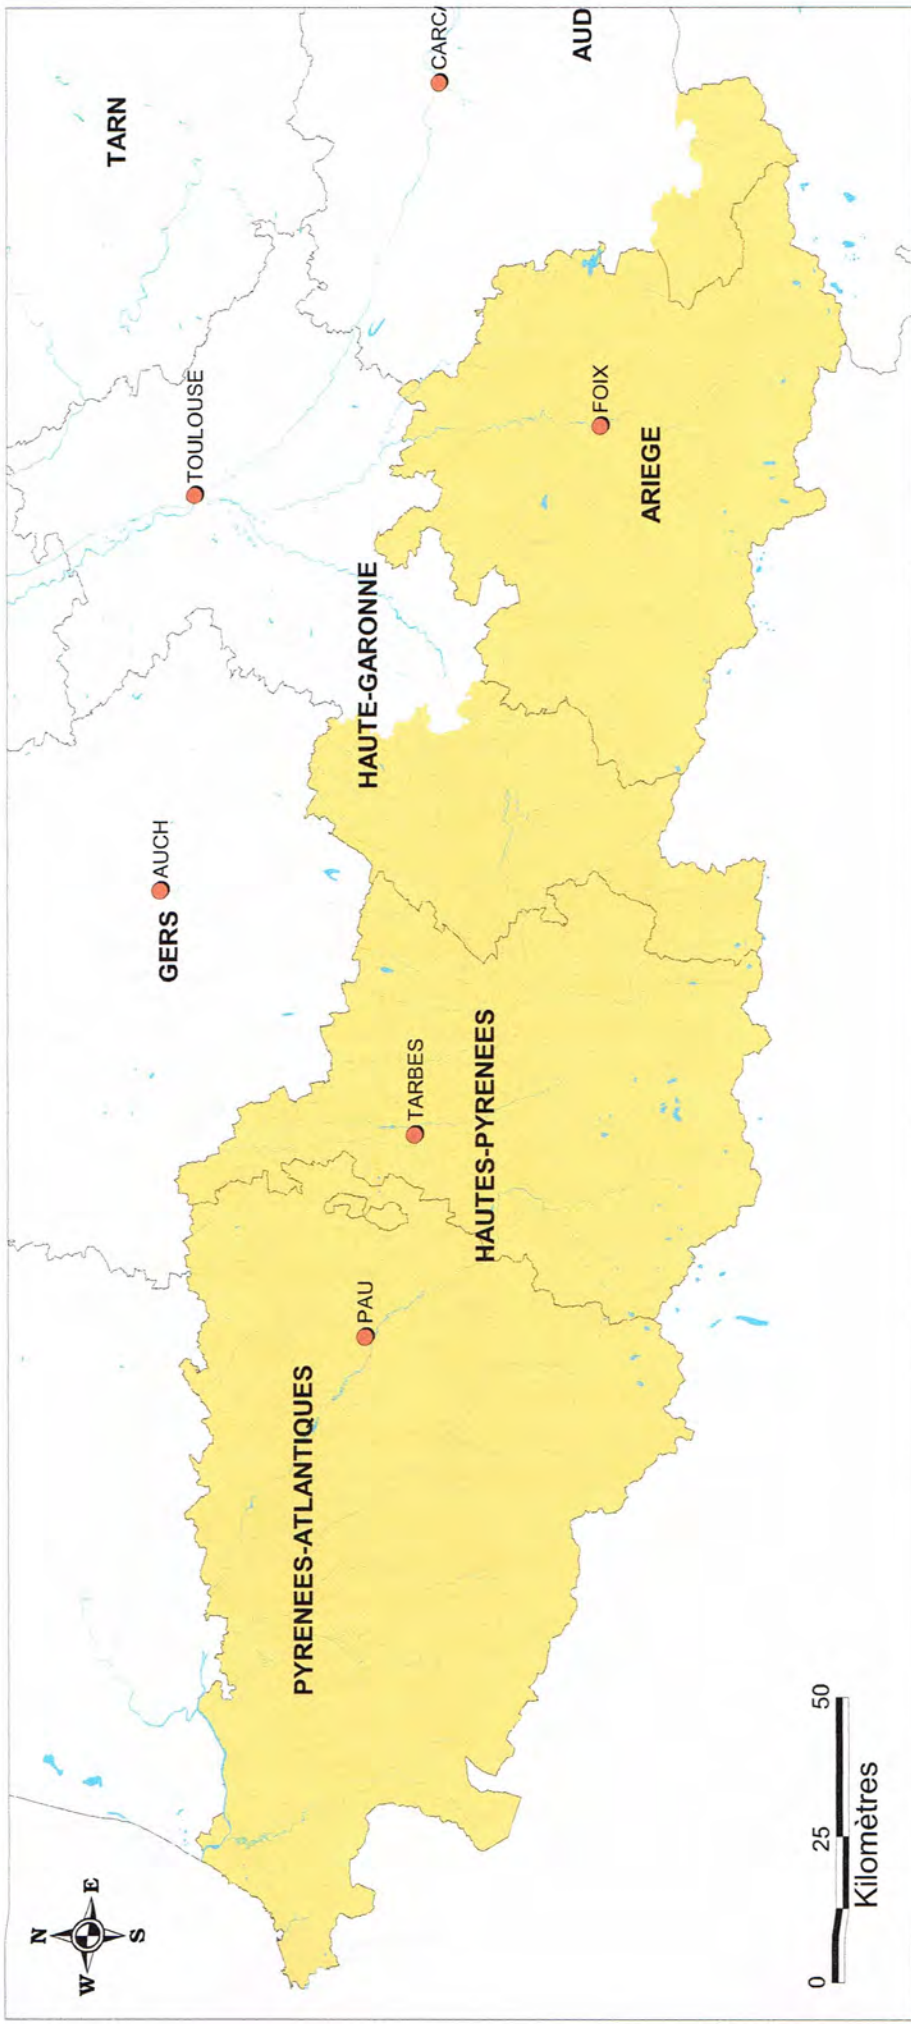 N
W E
S
TARN
CARCA
AUD
TOULOUSE
AUCH
GERS
HAUTE-GARONNE
FOIX
ARIEGE
TARBES
HAUTES-PYRENEES
PAU
PYRENEES-ATLANTIQUES
0 25 50
Kilomètres